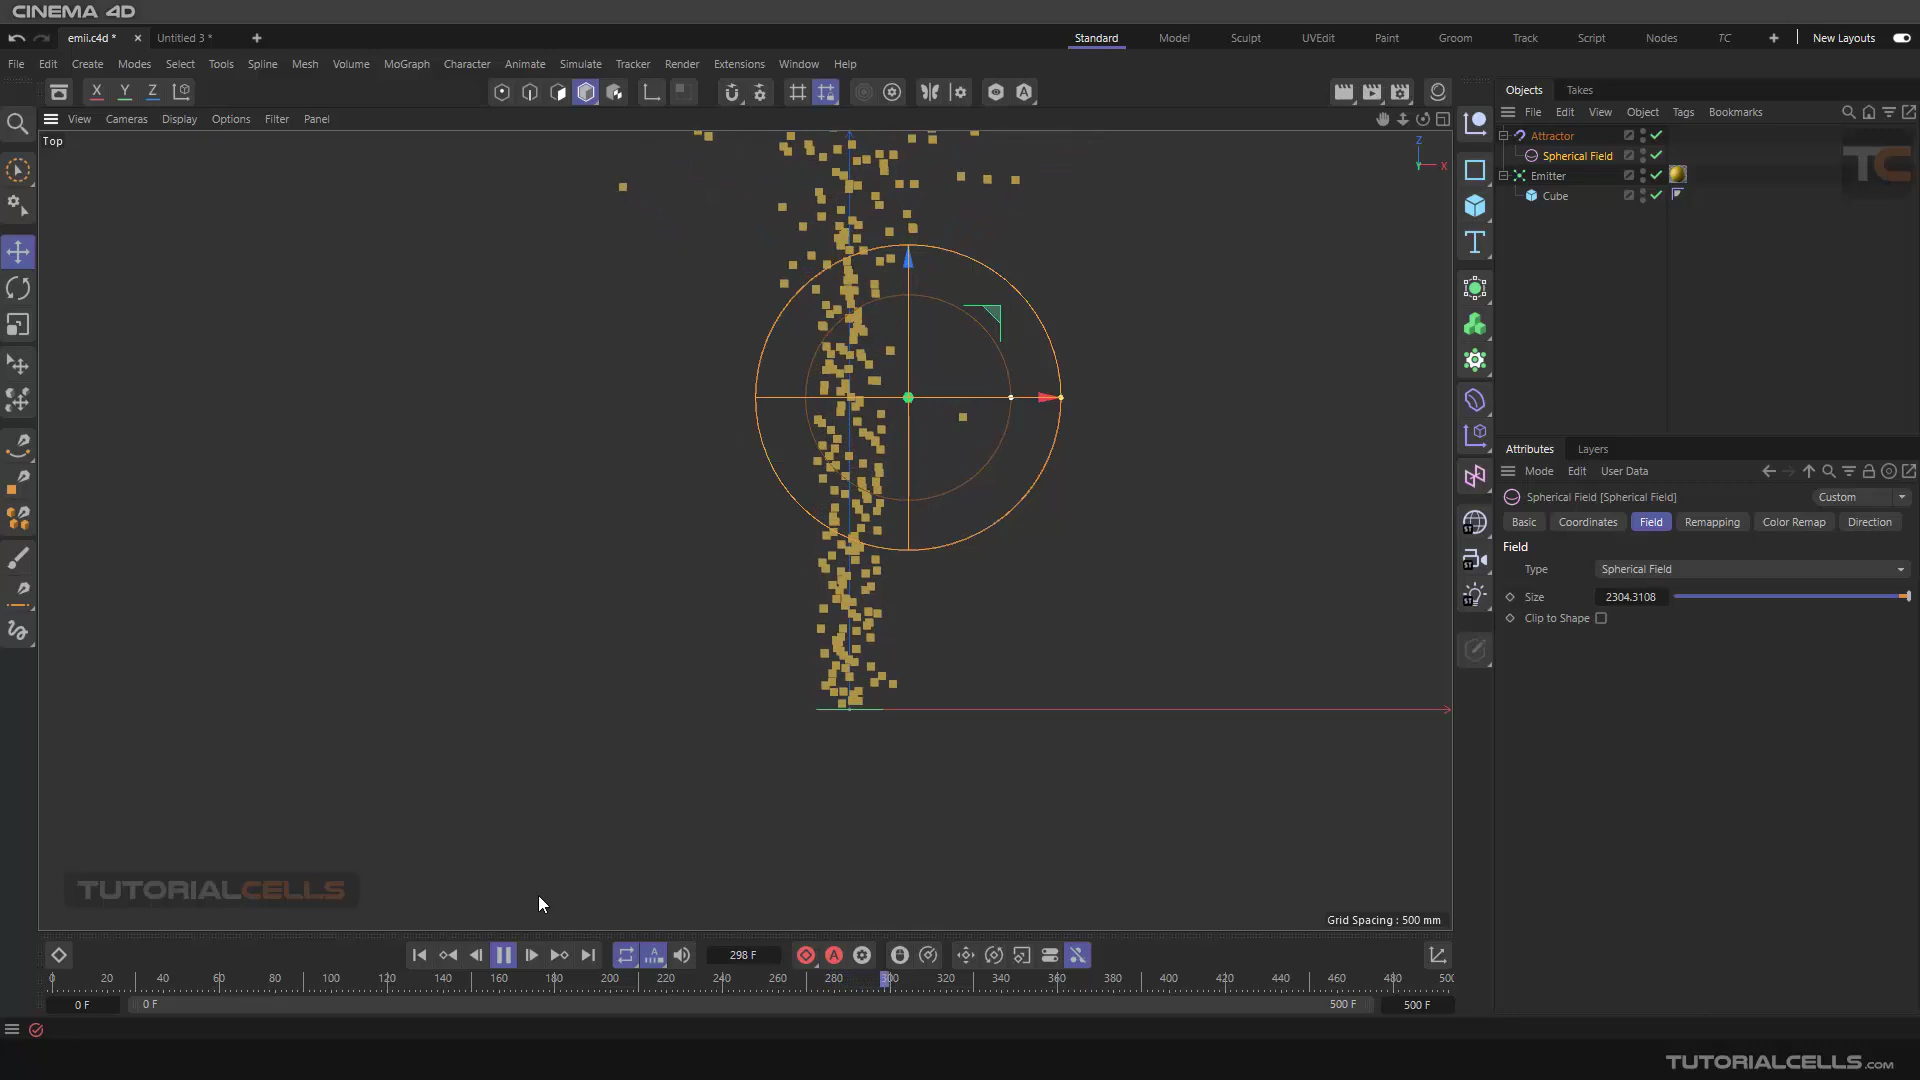 CINEMA 4D
emii.c4d *
Untitled 3 *
Standard
Model
Sculpt
UVEdit
Paint
Groom
Track
Script
Nodes
TC
New Layouts
File Edit Create Modes Select Tools Spline Mesh Volume MoGraph Character Animate Simulate Tracker Render Extensions Window Help
X Y Z
View Cameras Display Options Filter Panel
Top
Z
X
Y
TUTORIALCELLS
Grid Spacing : 500 mm
298 F
0 20 40 60 80 100 120 140 160 180 200 220 240 260 280 300 320 340 360 380 400 420 440 460 480 500
0 F
0 F
500 F
500 F
Objects
Takes
File Edit View Object Tags Bookmarks
Attractor
Spherical Field
Emitter
Cube
TC
Attributes
Layers
Mode Edit User Data
Spherical Field [Spherical Field]
Custom
Basic Coordinates Field Remapping Color Remap Direction
Field
Type
Spherical Field
Size
2304.3108
Clip to Shape
ST
ST
ST
TUTORIALCELLS.com